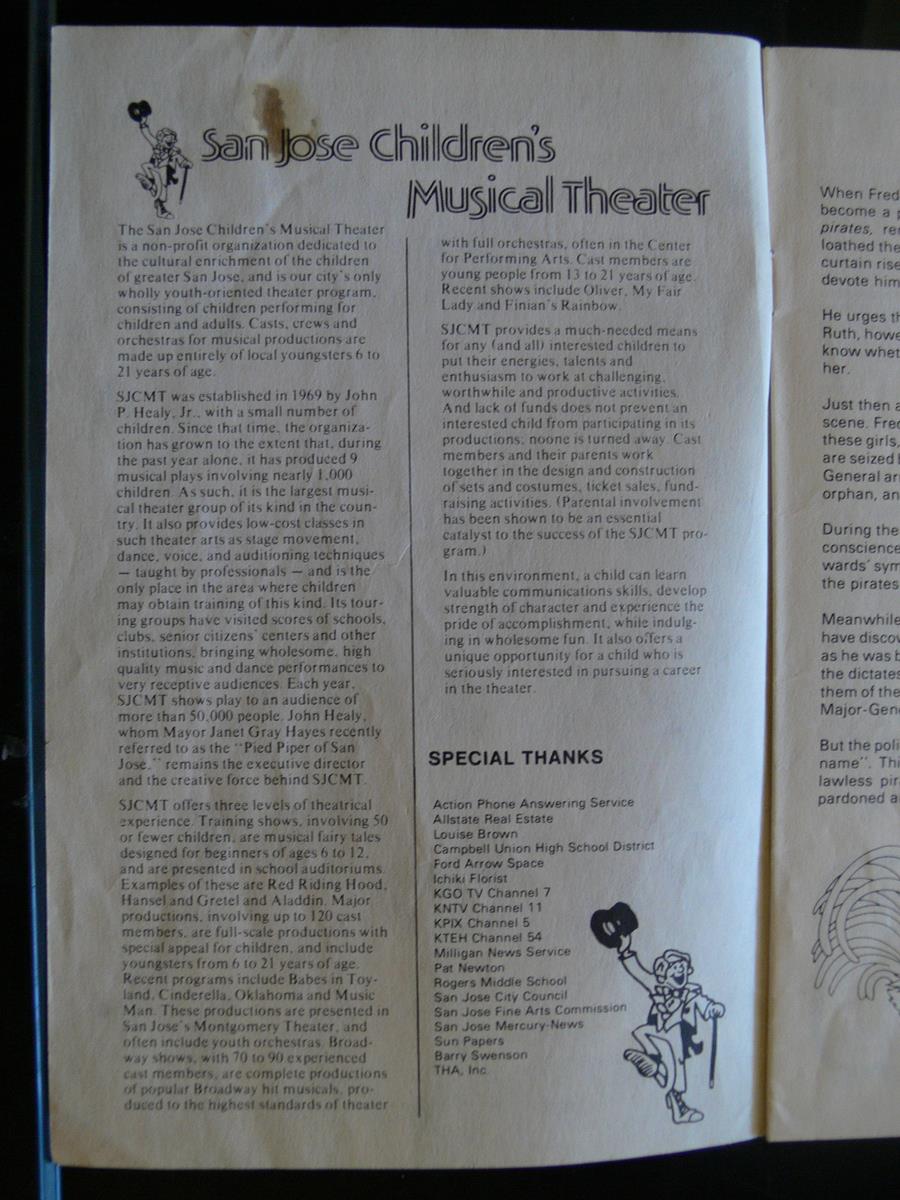 San Jose Children's
Musical Theater
The San Jose Children's Musical Theater
is a non-profit organization dedicated to
the cultural enrichment of the children
of greater San Jose, and is our city's only
wholly youth-oriented theater program,
consisting of children performing for
children and adults. Casts, crews and
orchestras for musical productions are
made up entirely of local youngsters 6 to
21 years of age.
SJCMT was established in 1969 by John
P. Healy, Jr., with a small number of
children. Since that time, the organiza-
tion has grown to the extent that, during
the past year alone, it has produced 9
musical plays involving nearly 1,000
children. As such, it is the largest musi-
cal theater group of its kind in the coun-
try. It also provides low-cost classes in
such theater arts as stage movement,
dance, voice, and auditioning techniques
— taught by professionals — and is the
only place in the area where children
may obtain training of this kind. Its tour-
ing groups have visited scores of schools,
clubs, senior citizens' centers and other
institutions, bringing wholesome, high
quality music and dance performances to
very receptive audiences. Each year,
SJCMT shows play to an audience of
more than 50,000 people. John Healy,
whom Mayor Janet Gray Hayes recently
referred to as the "Pied Piper of San
Jose," remains the executive director
and the creative force behind SJCMT.
SJCMT offers three levels of theatrical
experience. Training shows, involving 50
or fewer children, are musical fairy tales
designed for beginners of ages 6 to 12,
and are presented in school auditoriums.
Examples of these are Red Riding Hood,
Hansel and Gretel and Aladdin. Major
productions, involving up to 120 cast
members, are full-scale productions with
special appeal for children, and include
youngsters from 6 to 21 years of age.
Recent programs include Babes in Toy-
land, Cinderella, Oklahoma and Music
Man. These productions are presented in
San Jose's Montgomery Theater, and
often include youth orchestras. Broad-
way shows, with 70 to 90 experienced
cast members, are complete productions
of popular Broadway hit musicals, pro-
duced to the highest standards of theater
with full orchestras, often in the Center
for Performing Arts. Cast members are
young people from 13 to 21 years of age.
Recent shows include Oliver, My Fair
Lady and Finian's Rainbow.
SJCMT provides a much-needed means
for any (and all) interested children to
put their energies, talents and
enthusiasm to work at challenging,
worthwhile and productive activities.
And lack of funds does not prevent an
interested child from participating in its
productions; noone is turned away. Cast
members and their parents work
together in the design and construction
of sets and costumes, ticket sales, fund-
raising activities. (Parental involvement
has been shown to be an essential
catalyst to the success of the SJCMT pro-
gram.)
In this environment, a child can learn
valuable communications skills, develop
strength of character and experience the
pride of accomplishment, while indulg-
ing in wholesome fun. It also offers a
unique opportunity for a child who is
seriously interested in pursuing a career
in the theater.
SPECIAL THANKS
Action Phone Answering Service
Allstate Real Estate
Louise Brown
Campbell Union High School District
Ford Arrow Space
Ichiki Florist
KGO TV Channel 7
KNTV Channel 11
KPIX Channel 5
KTEH Channel 54
Milligan News Service
Pat Newton
Rogers Middle School
San Jose City Council
San Jose Fine Arts Commission
San Jose Mercury-News
Sun Papers
Barry Swenson
THA, Inc.
When Fred
become a p
pirates, re
loathed the
curtain rise
devote him
He urges th
Ruth, howe
know whet
her.
Just then a
scene. Fred
these girls,
are seized b
General arr
orphan, an
During the
conscience
wards' sym
the pirates
Meanwhile
have discov
as he was b
the dictates
them of the
Major-Gene
But the poli
name". Thi
lawless pir
pardoned a